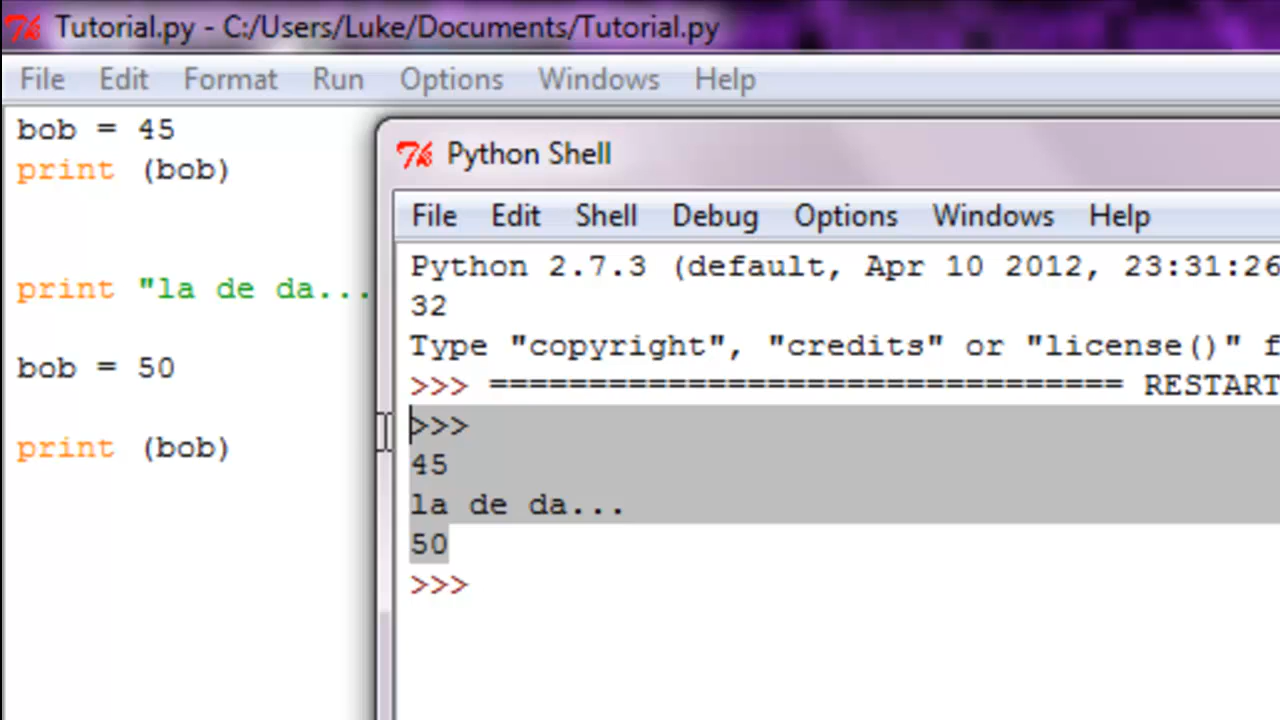 Tutorial.py - C:/Users/Luke/Documents/Tutorial.py
File Edit Format Run Options Windows Help
bob = 45
print (bob)
print "la de da...
bob = 50
print (bob)
Python Shell
File Edit Shell Debug Options Windows Help
Python 2.7.3 (default, Apr 10 2012, 23:31:26
32
Type "copyright", "credits" or "license()" f
>>> ================================ RESTART
>>>
45
la de da...
50
>>>